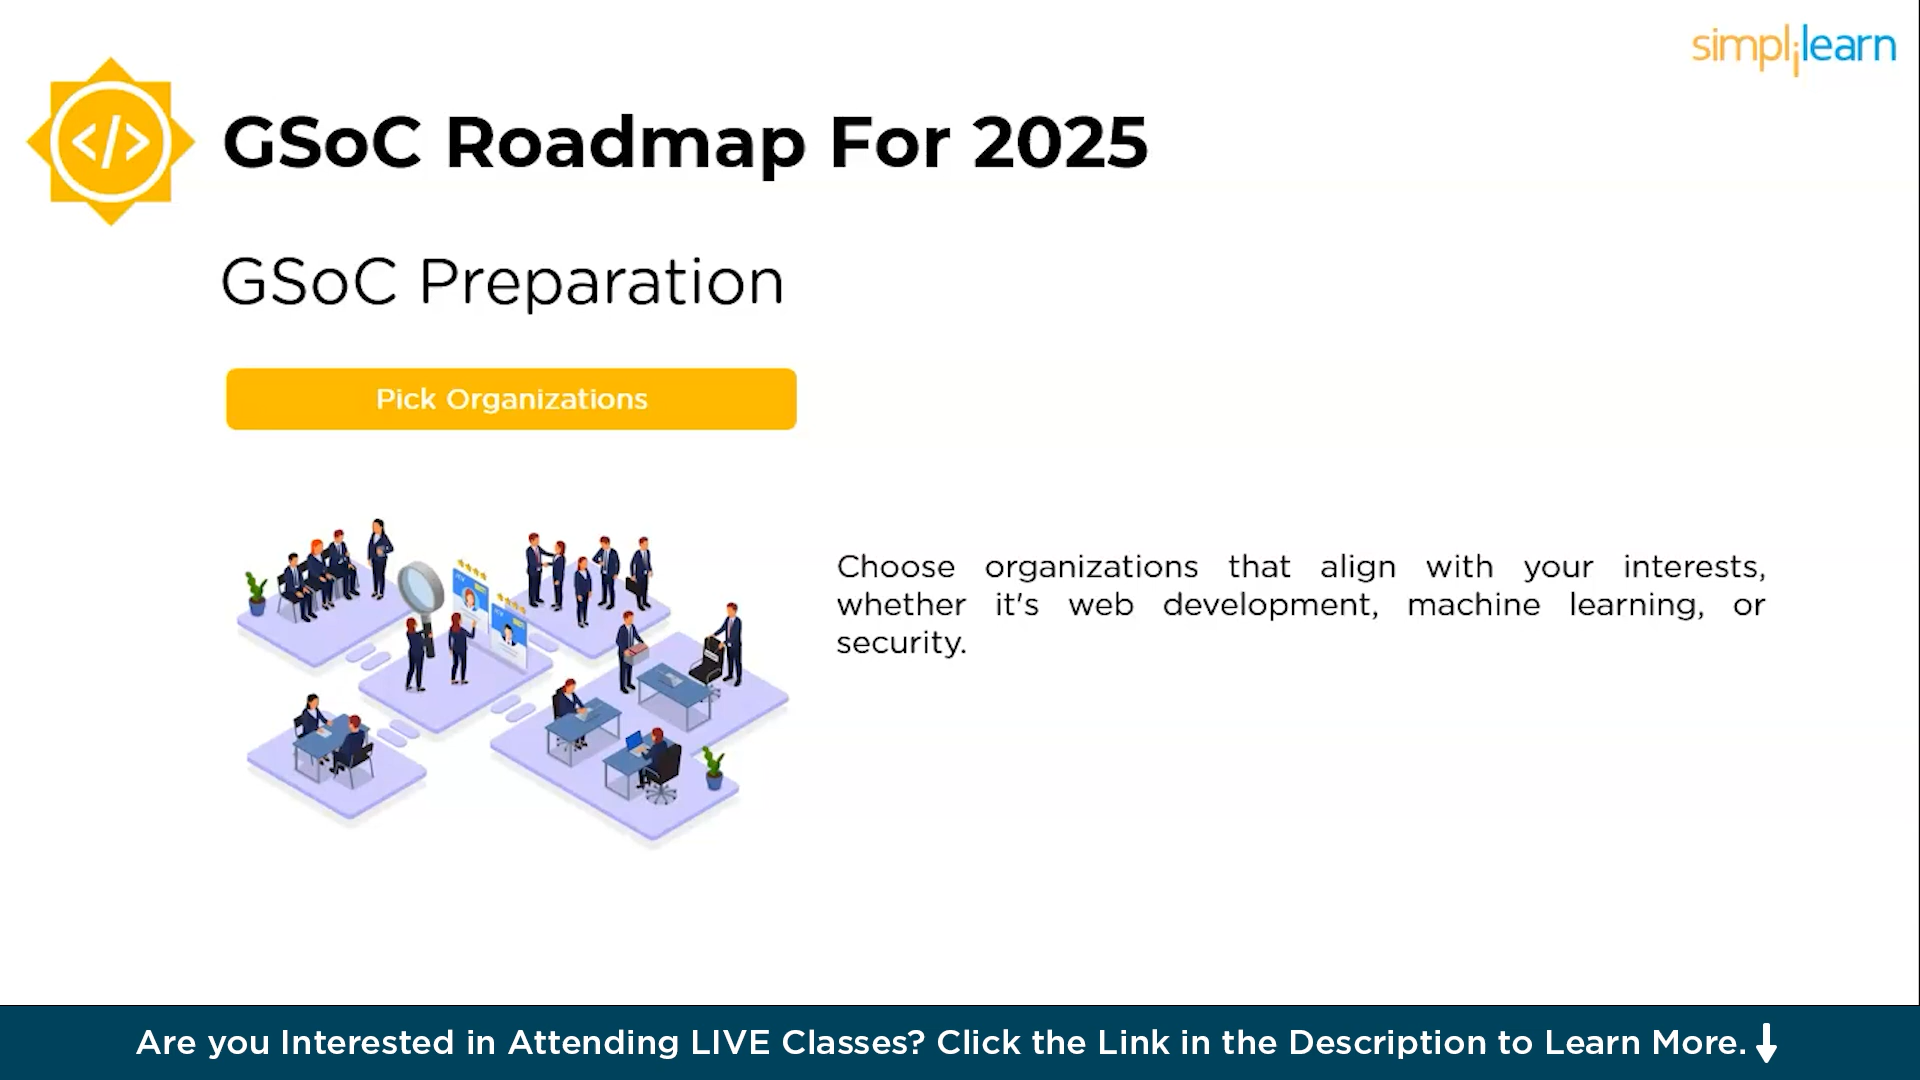 simplilearn
</> GSoC Roadmap For 2025
GSoC Preparation
Pick Organizations
Choose organizations that align with your interests,
whether it's web development, machine learning, or
security.
Are you Interested in Attending LIVE Classes? Click the Link in the Description to Learn More.